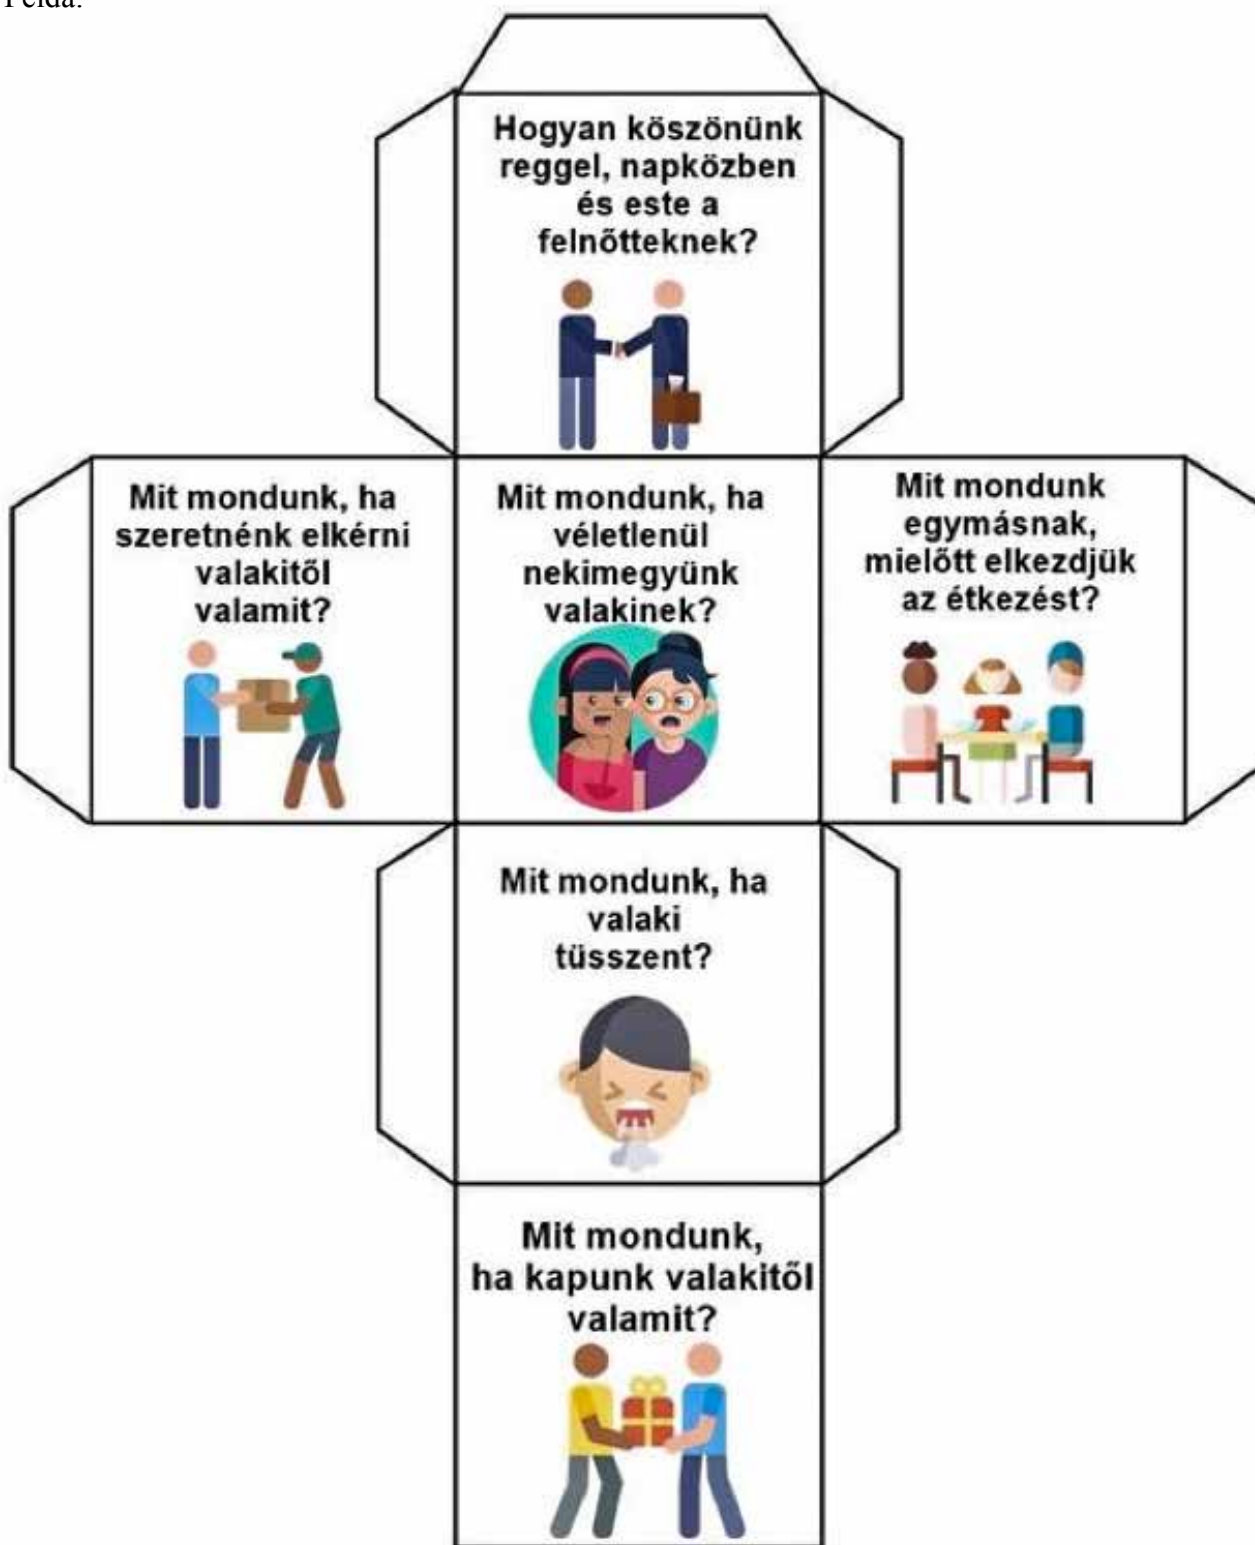 Példa:
Hogyan köszönünk
reggel, napközben
és este a
felnőtteknek?
Mit mondunk, ha
szeretnénk elkérni
valakitől
valamit?
Mit mondunk, ha
véletlenül
nekimegyünk
valakinek?
Mit mondunk
egymásnak,
mielőtt elkezdjük
az étkezést?
Mit mondunk, ha
valaki
tüsszent?
Mit mondunk,
ha kapunk valakitől
valamit?